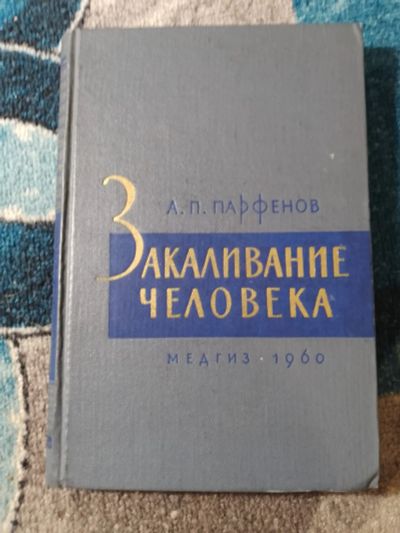 А. П. ПАРФЕНОВ
ЗАКАЛИВАНИЕ
ЧЕЛОВЕКА
МЕДГИЗ · 1960